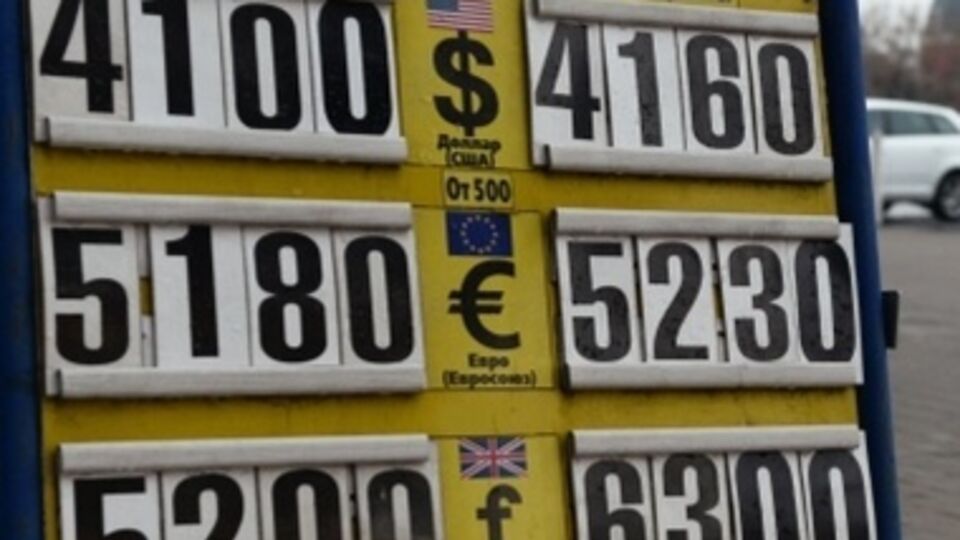 4100 $ 4160
Доллар
(США)
От 500
5180 € 5230
Евро
(Евросоюз)
5200 £ 6300